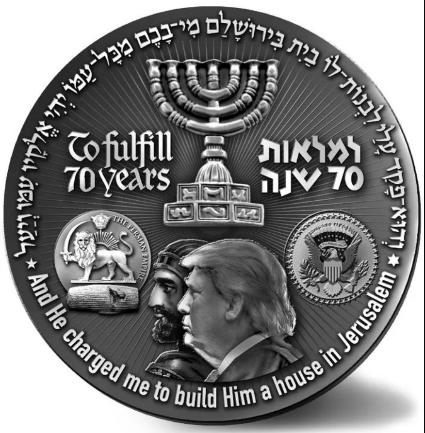 וְהוּא פָקַד עָלַי לִבְנוֹת-לוֹ בַיִת בִּירוּשָׁלַם מִי-בָכֶם מִכָּל-עַמּוֹ יְהִי אֱלֹקָיו עִמּוֹ וְיָעַל
To fulfill
70 years
למלאות
70 שנה
THE PERSIAN EMPIRE
And He charged me to build Him a house in Jerusalem